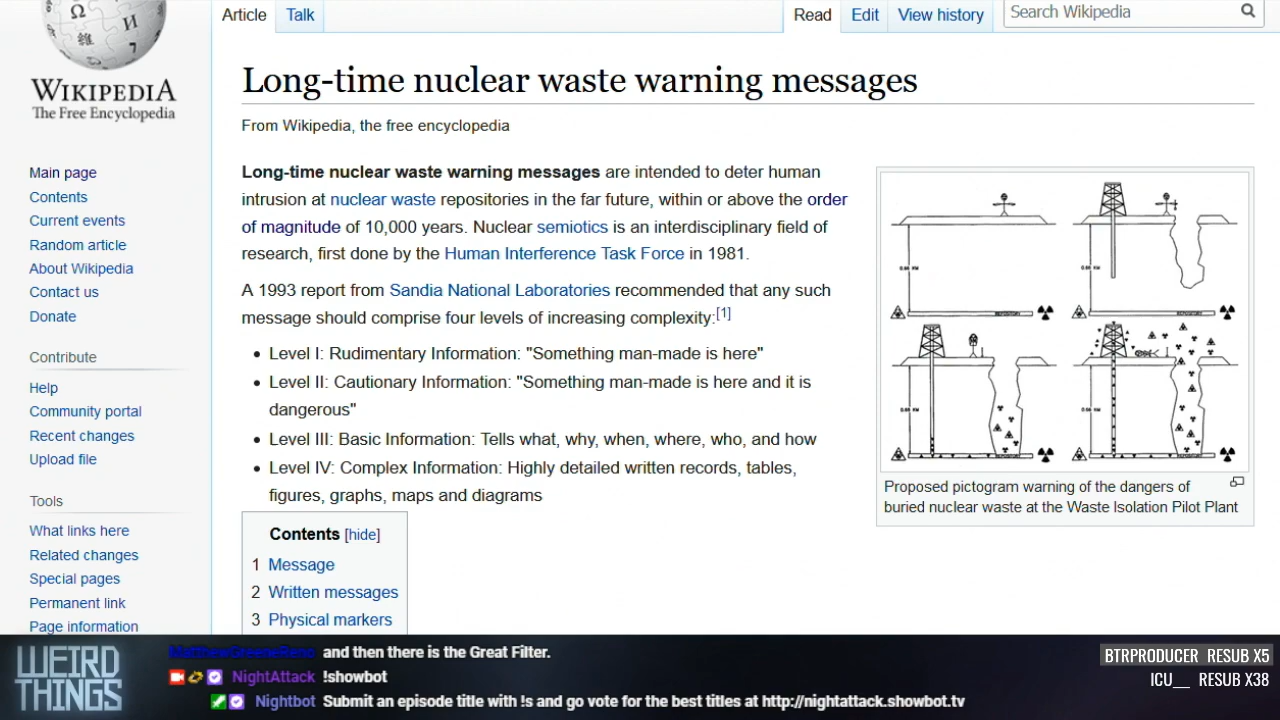 Article Talk Read Edit View history Search Wikipedia
WIKIPEDIA
The Free Encyclopedia
Main page
Contents
Current events
Random article
About Wikipedia
Contact us
Donate
Contribute
Help
Community portal
Recent changes
Upload file
Tools
What links here
Related changes
Special pages
Permanent link
Page information
Long-time nuclear waste warning messages
From Wikipedia, the free encyclopedia
Long-time nuclear waste warning messages are intended to deter human
intrusion at nuclear waste repositories in the far future, within or above the order
of magnitude of 10,000 years. Nuclear semiotics is an interdisciplinary field of
research, first done by the Human Interference Task Force in 1981.
A 1993 report from Sandia National Laboratories recommended that any such
message should comprise four levels of increasing complexity:[1]
• Level I: Rudimentary Information: "Something man-made is here"
• Level II: Cautionary Information: "Something man-made is here and it is
dangerous"
• Level III: Basic Information: Tells what, why, when, where, who, and how
• Level IV: Complex Information: Highly detailed written records, tables,
figures, graphs, maps and diagrams
Contents [hide]
1 Message
2 Written messages
3 Physical markers
REPOSITORY
REPOSITORY
REPOSITORY
REPOSITORY
Proposed pictogram warning of the dangers of
buried nuclear waste at the Waste Isolation Pilot Plant
WEIRD
THINGS
MatthewGreeneReno and then there is the Great Filter.
NightAttack !showbot
Nightbot Submit an episode title with !s and go vote for the best titles at http://nightattack.showbot.tv
BTRPRODUCER RESUB X5
ICU__ RESUB X38